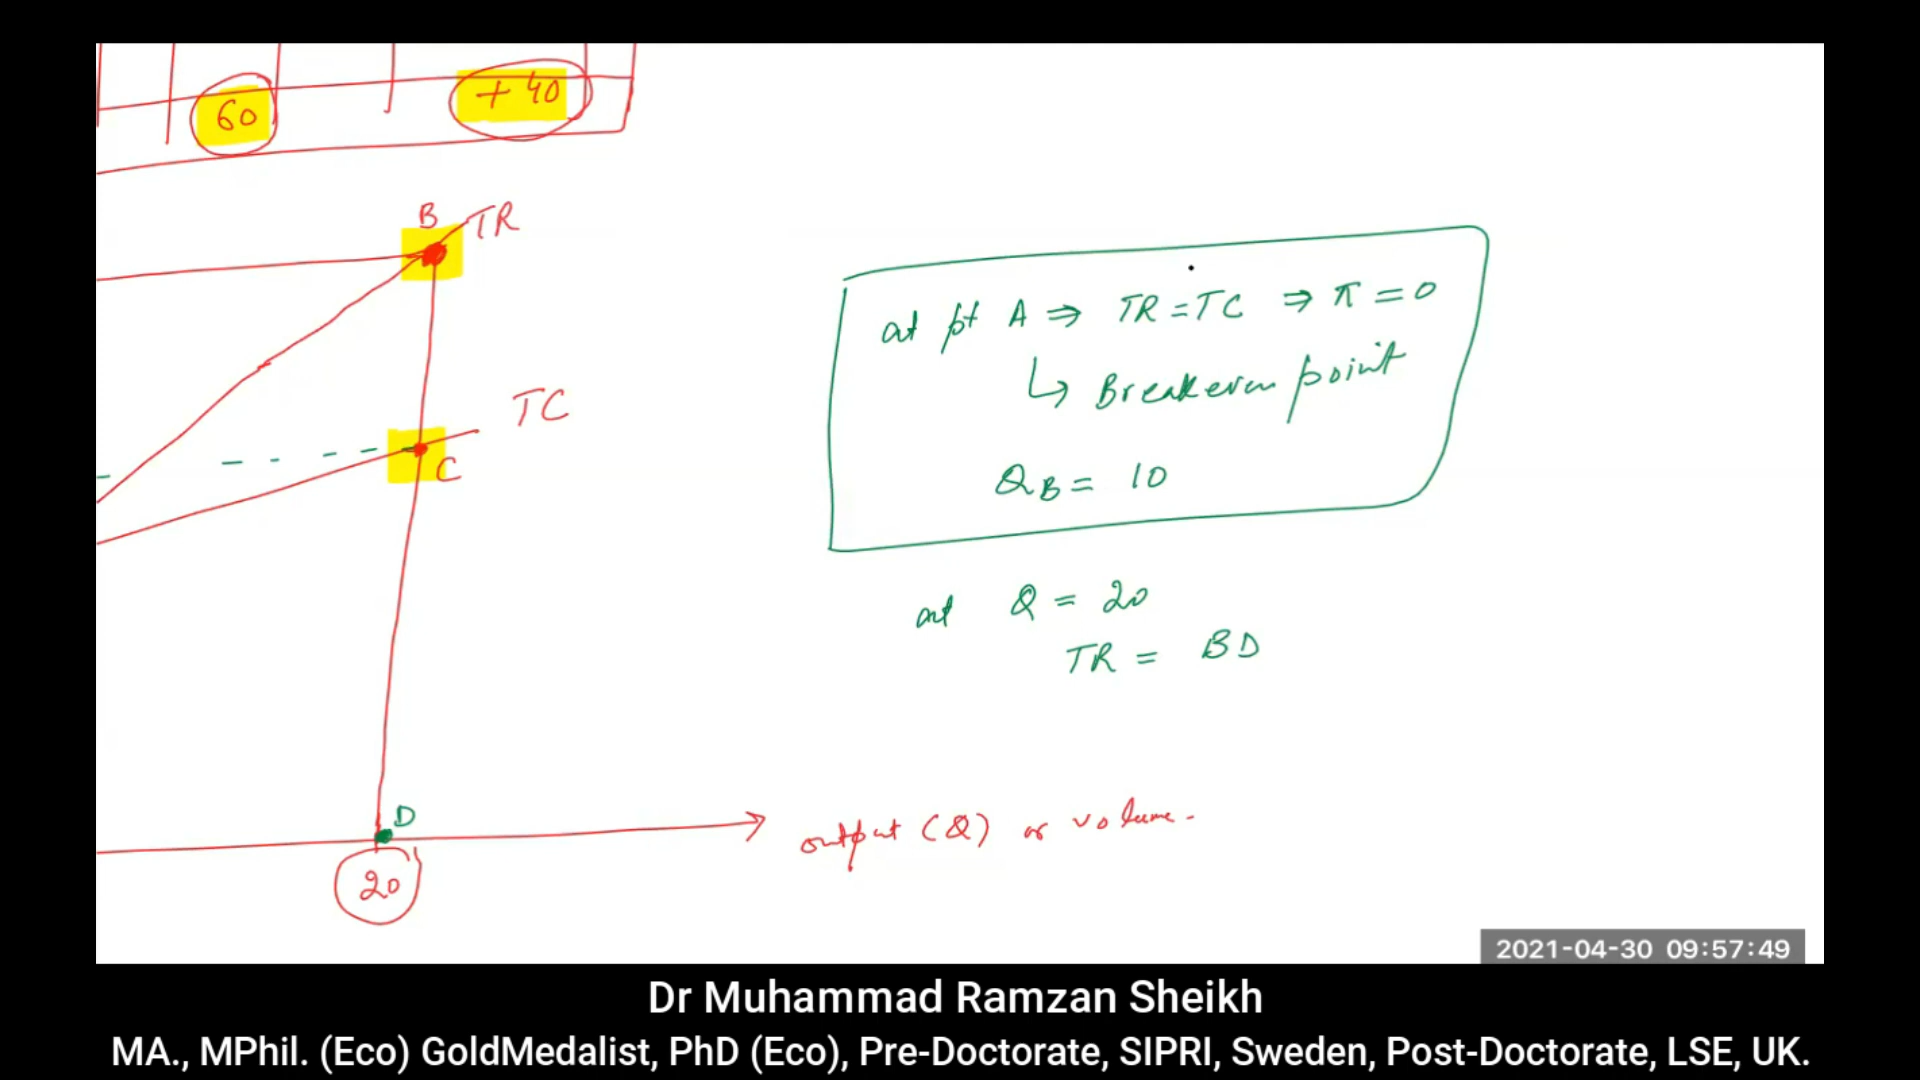 60
+ 40
B
TR
TC
C
at pt A ⇒ TR = TC ⇒ π = 0
↳ Breakeven point
Q_B = 10
at Q = 20
TR = BD
D
output (Q) or volume.
20
2021-04-30 09:57:49
Dr Muhammad Ramzan Sheikh
MA., MPhil. (Eco) GoldMedalist, PhD (Eco), Pre-Doctorate, SIPRI, Sweden, Post-Doctorate, LSE, UK.